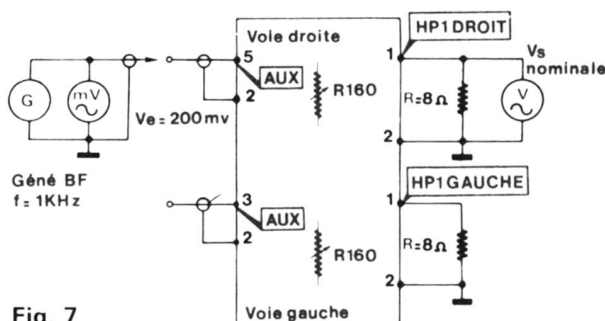 Voie droite
HP1 DROIT
5
AUX
2
1
Vs
nominale
G
mV
R160
R=8Ω
V
Ve = 200 mv
2
Géné BF
f = 1KHz
HP1 GAUCHE
3
AUX
2
1
R160
R=8Ω
2
Fig. 7
Voie gauche